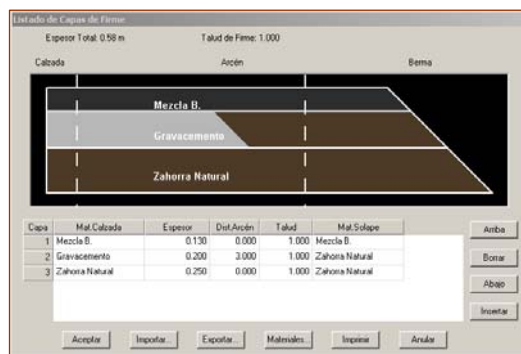 Listado de Capas de Firme
Espesor Total: 0.58 m Talud de Firme: 1.000
Calzada Arcén Berma
Mezcla B.
Gravacemento
Zahorra Natural
Capa Mat.Calzada Espesor Dist.Arcén Talud Mat.Solape
1 Mezcla B. 0.130 0.000 1.000 Mezcla B.
2 Gravacemento 0.200 3.000 1.000 Zahorra Natural
3 Zahorra Natural 0.250 0.000 1.000 Zahorra Natural
Arriba
Borrar
Abajo
Insertar
Aceptar Importar... Exportar... Materiales... Imprimir Anular